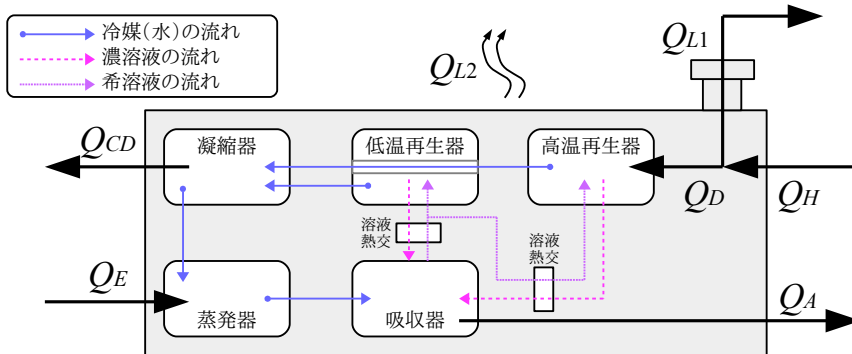 冷媒(水)の流れ
濃溶液の流れ
希溶液の流れ
QL2
QL1
QCD
凝縮器
低温再生器
高温再生器
QD
QH
溶液
熱交
溶液
熱交
QE
蒸発器
吸収器
QA